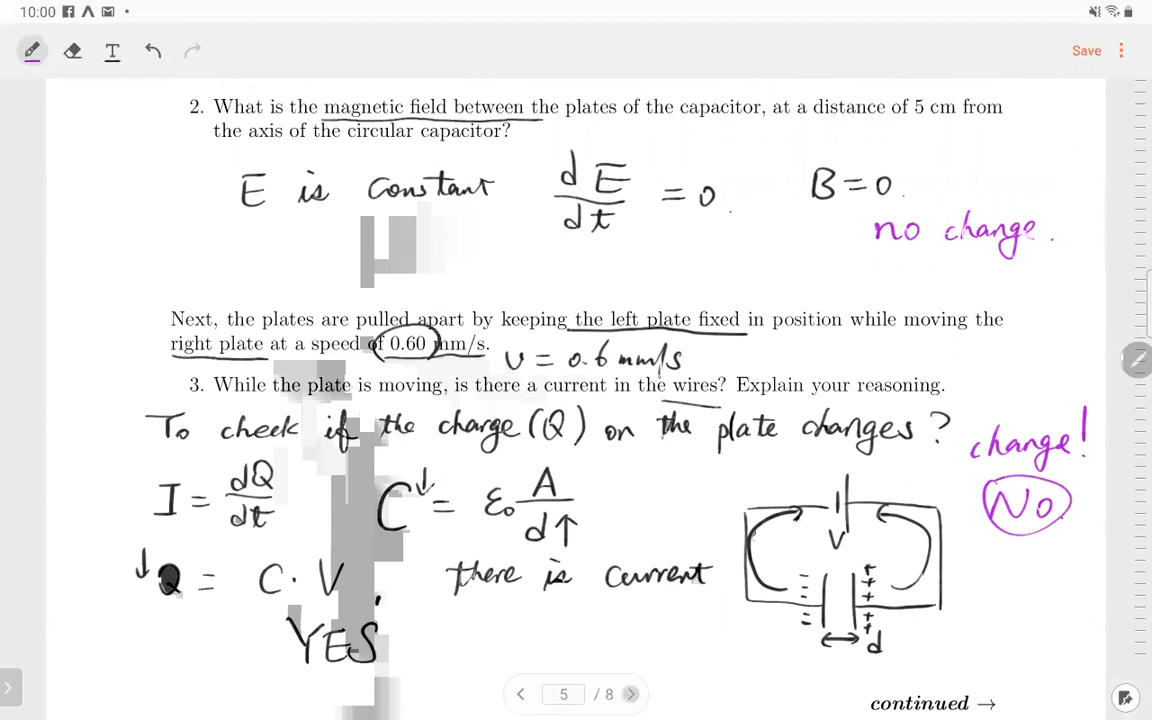 10:00
Save
2. What is the magnetic field between the plates of the capacitor, at a distance of 5 cm from
the axis of the circular capacitor?
E is constant dE/dt = 0. B = 0.
no change.
Next, the plates are pulled apart by keeping the left plate fixed in position while moving the
right plate at a speed of 0.60 mm/s.
v = 0.6 mm/s
3. While the plate is moving, is there a current in the wires? Explain your reasoning.
To check if the charge (Q) on the plate changes?
change!
No
I = dQ/dt C↓ = ε₀ A/d↑
V
↓Q = C · V, there is current
d
YES
5 / 8
continued →